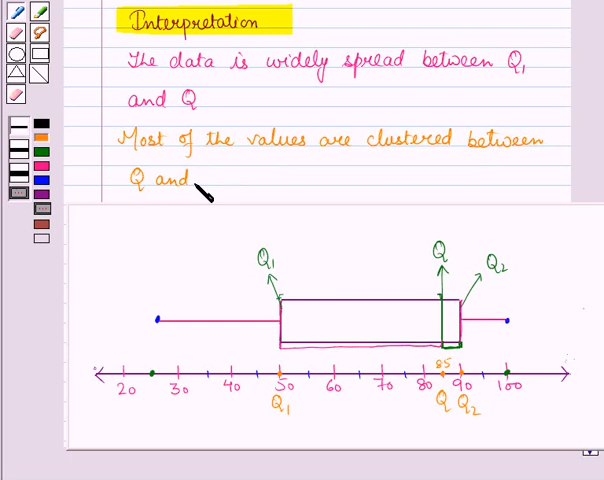 Interpretation
The data is widely spread between Q1
and Q
Most of the values are clustered between
Q and
Q1 Q Q2
85
20 30 40 50 60 70 80 90 100
Q1 Q Q2